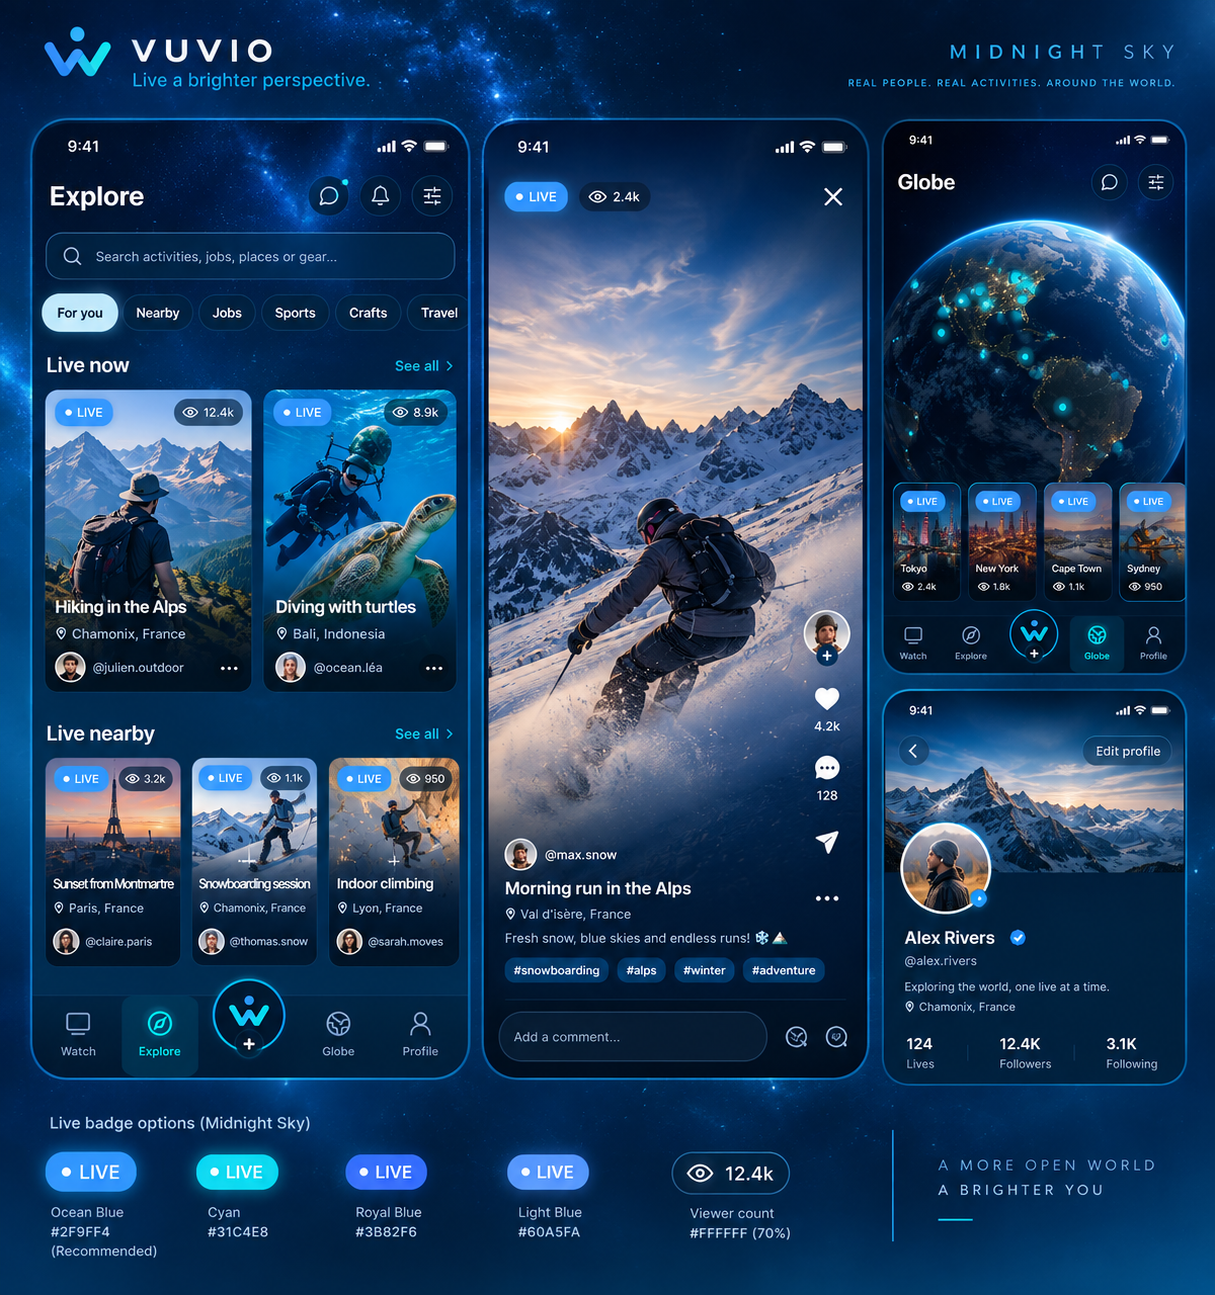 VUVIO
Live a brighter perspective.
MIDNIGHT SKY
REAL PEOPLE. REAL ACTIVITIES. AROUND THE WORLD.
9:41
Explore
Search activities, jobs, places or gear...
For you
Nearby
Jobs
Sports
Crafts
Travel
Live now
See all
LIVE
12.4k
Hiking in the Alps
Chamonix, France
@julien.outdoor
LIVE
8.9k
Diving with turtles
Bali, Indonesia
@ocean.léa
Live nearby
See all
LIVE
3.2k
Sunset from Montmartre
Paris, France
@claire.paris
LIVE
1.1k
Snowboarding session
Chamonix, France
@thomas.snow
LIVE
950
Indoor climbing
Lyon, France
@sarah.moves
Watch
Explore
Globe
Profile
9:41
LIVE
2.4k
4.2k
128
@max.snow
Morning run in the Alps
Val d'isère, France
Fresh snow, blue skies and endless runs! ❄️🏔️
#snowboarding
#alps
#winter
#adventure
Add a comment...
9:41
Globe
LIVE
Tokyo
2.4k
LIVE
New York
1.8k
LIVE
Cape Town
1.1k
LIVE
Sydney
950
Watch
Explore
Globe
Profile
9:41
Edit profile
Alex Rivers
@alex.rivers
Exploring the world, one live at a time.
Chamonix, France
124
Lives
12.4K
Followers
3.1K
Following
Live badge options (Midnight Sky)
LIVE
Ocean Blue
#2F9FF4
(Recommended)
LIVE
Cyan
#31C4E8
LIVE
Royal Blue
#3B82F6
LIVE
Light Blue
#60A5FA
12.4k
Viewer count
#FFFFFF (70%)
A MORE OPEN WORLD
A BRIGHTER YOU